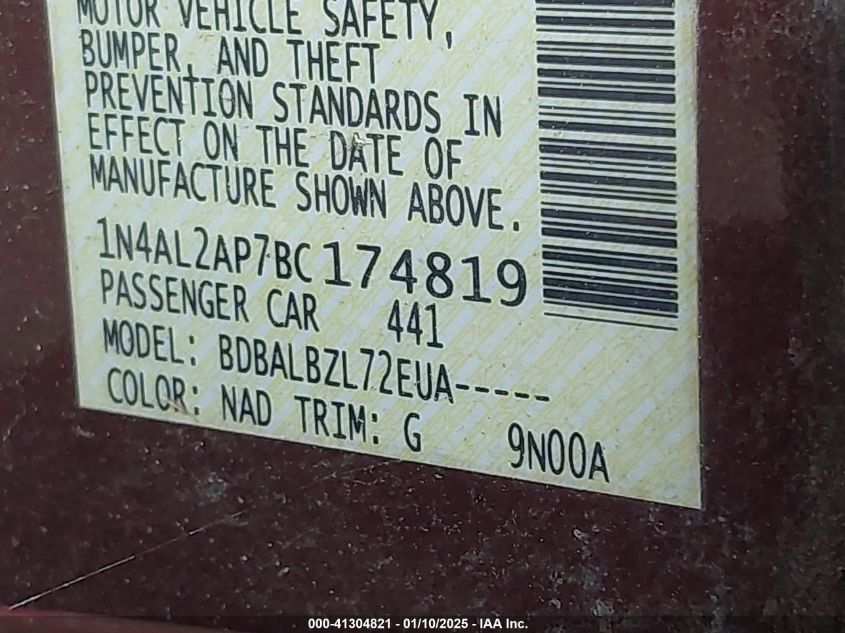 MOTOR VEHICLE SAFETY,
BUMPER, AND THEFT
PREVENTION STANDARDS IN
EFFECT ON THE DATE OF
MANUFACTURE SHOWN ABOVE.
1N4AL2AP7BC174819
PASSENGER CAR 441
MODEL: BDBALBZL72EUA-----
COLOR: NAD TRIM: G 9N00A
000-41304821 - 01/10/2025 - IAA Inc.